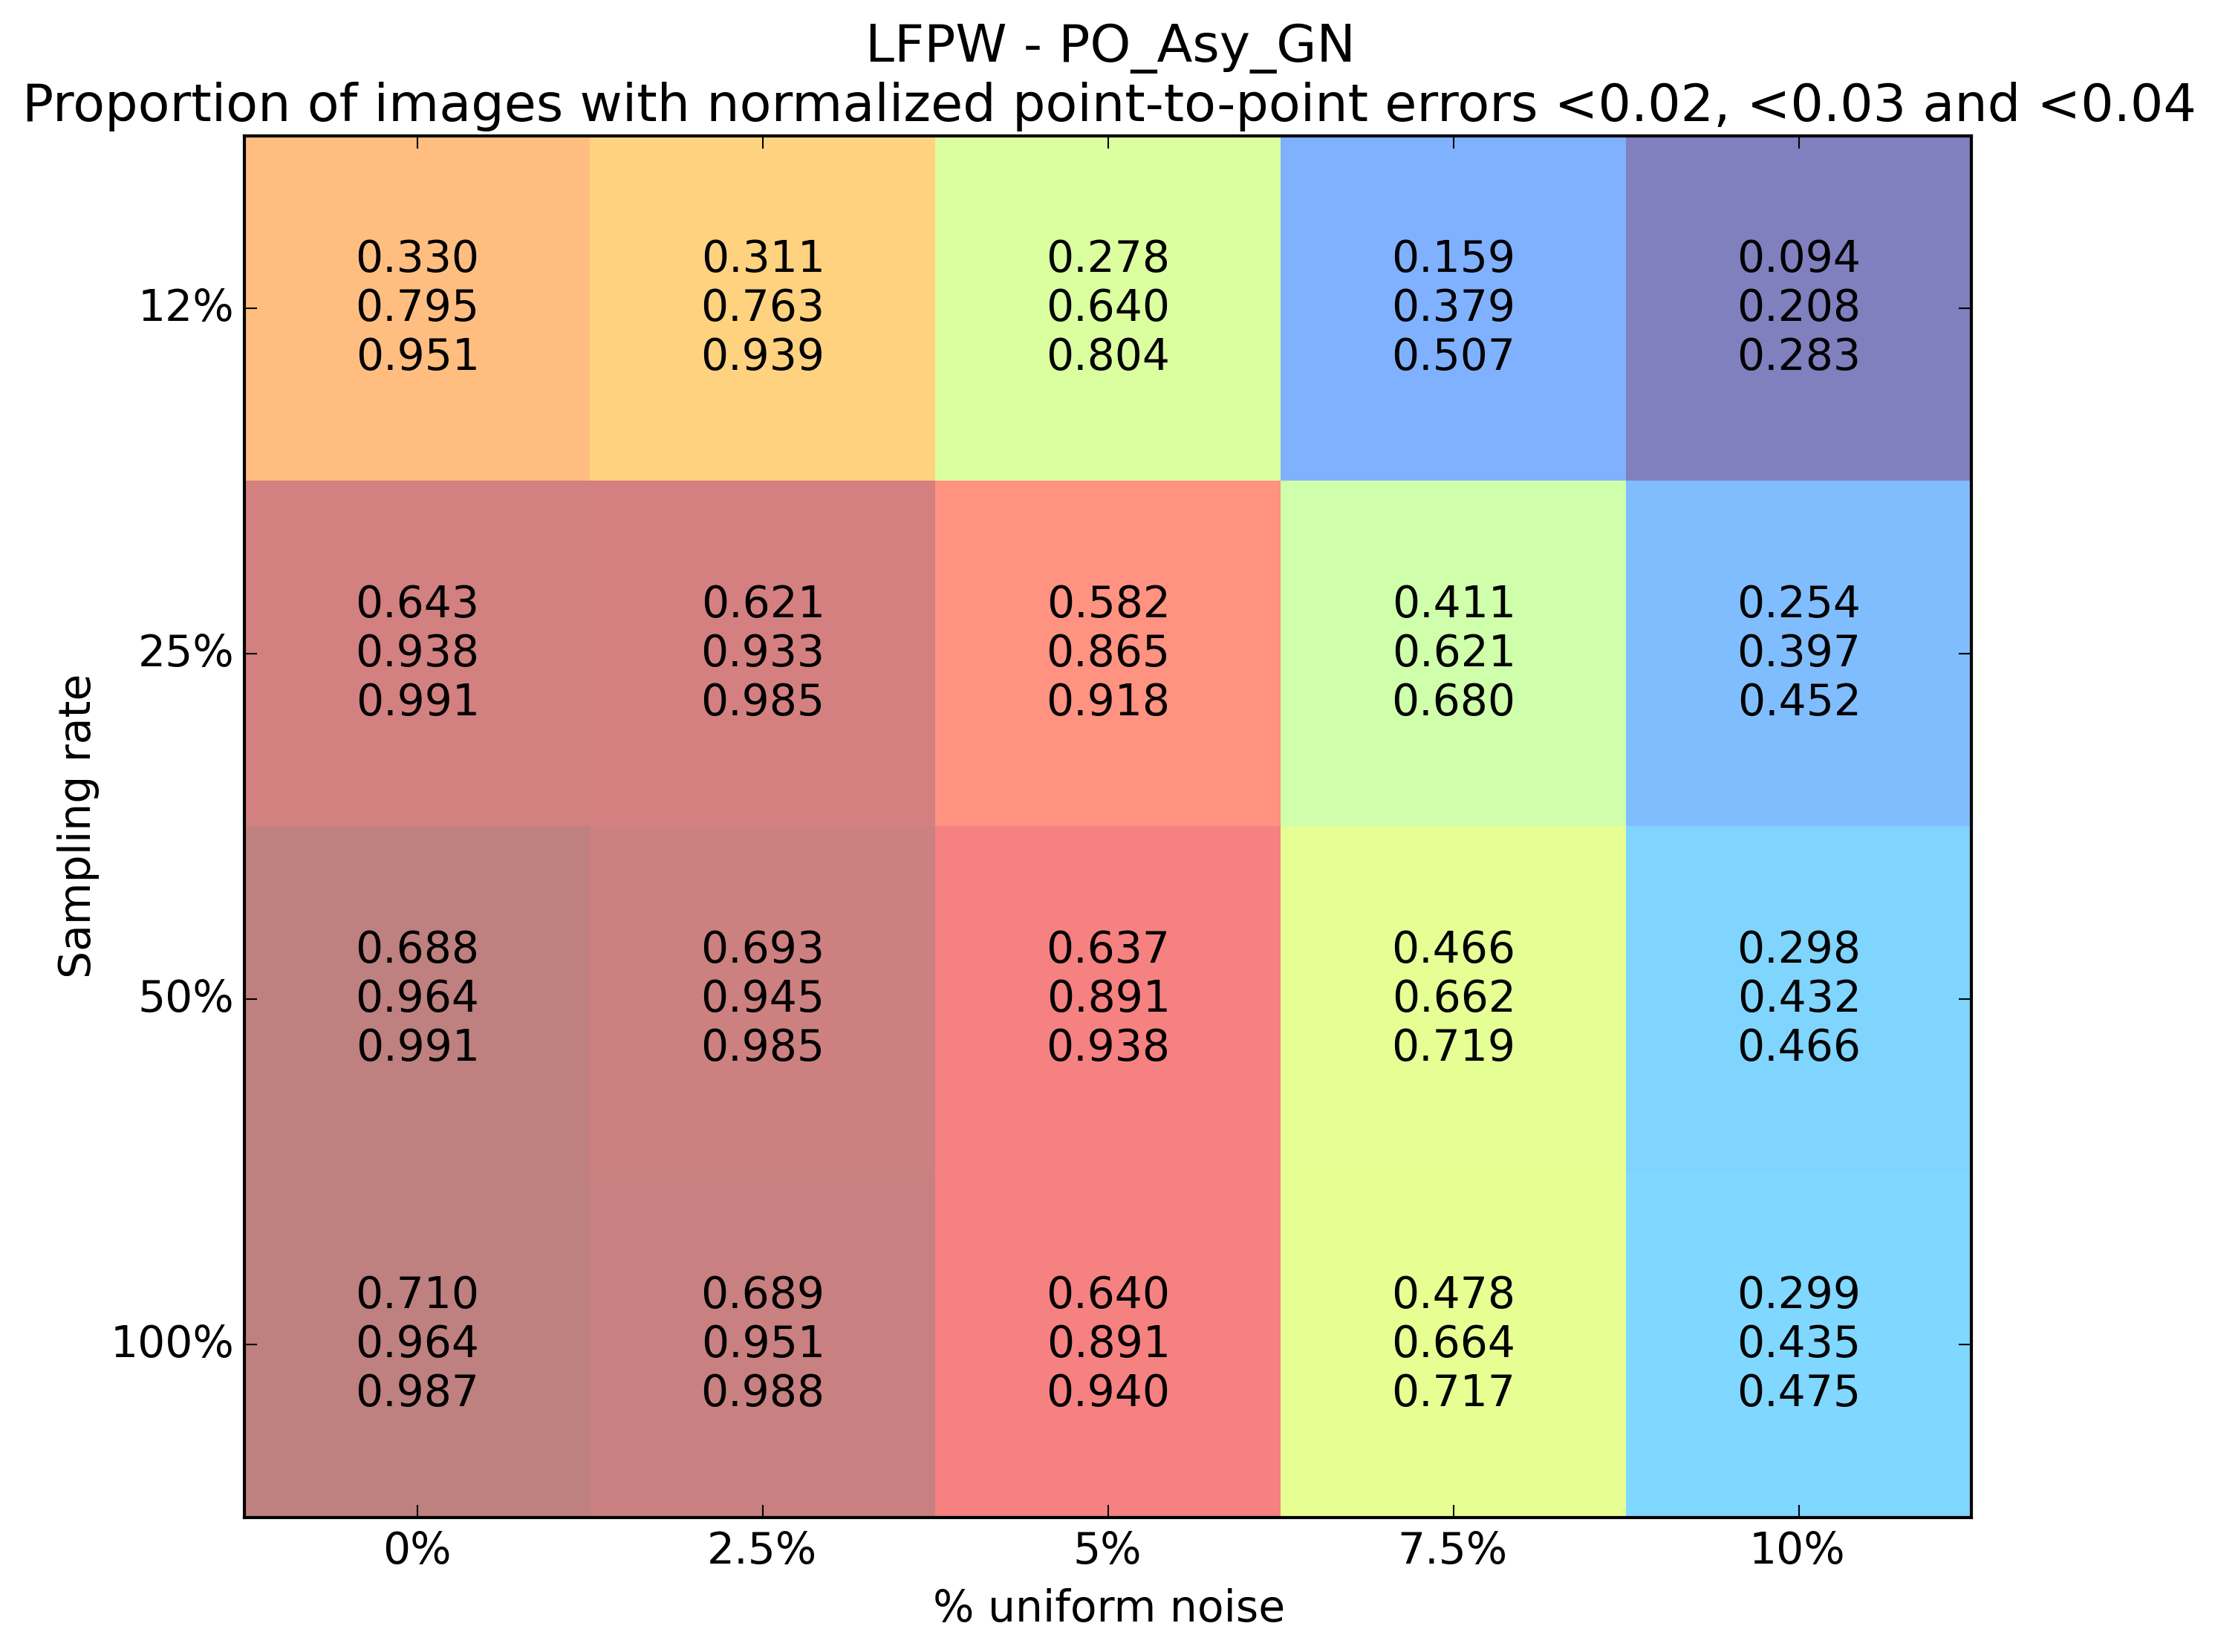 LFPW - PO_Asy_GN
Proportion of images with normalized point-to-point errors <0.02, <0.03 and <0.04
0.330 0.311 0.278 0.159 0.094
12% 0.795 0.763 0.640 0.379 0.208
0.951 0.939 0.804 0.507 0.283
0.643 0.621 0.582 0.411 0.254
25% 0.938 0.933 0.865 0.621 0.397
0.991 0.985 0.918 0.680 0.452
Sampling rate
0.688 0.693 0.637 0.466 0.298
50% 0.964 0.945 0.891 0.662 0.432
0.991 0.985 0.938 0.719 0.466
0.710 0.689 0.640 0.478 0.299
100% 0.964 0.951 0.891 0.664 0.435
0.987 0.988 0.940 0.717 0.475
0% 2.5% 5% 7.5% 10%
% uniform noise